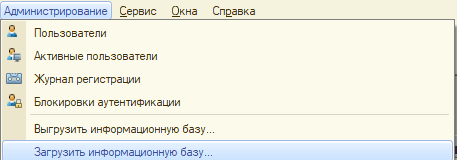 Администрирование Сервис Окна Справка
Пользователи
Активные пользователи
Журнал регистрации
Блокировки аутентификации
Выгрузить информационную базу...
Загрузить информационную базу...